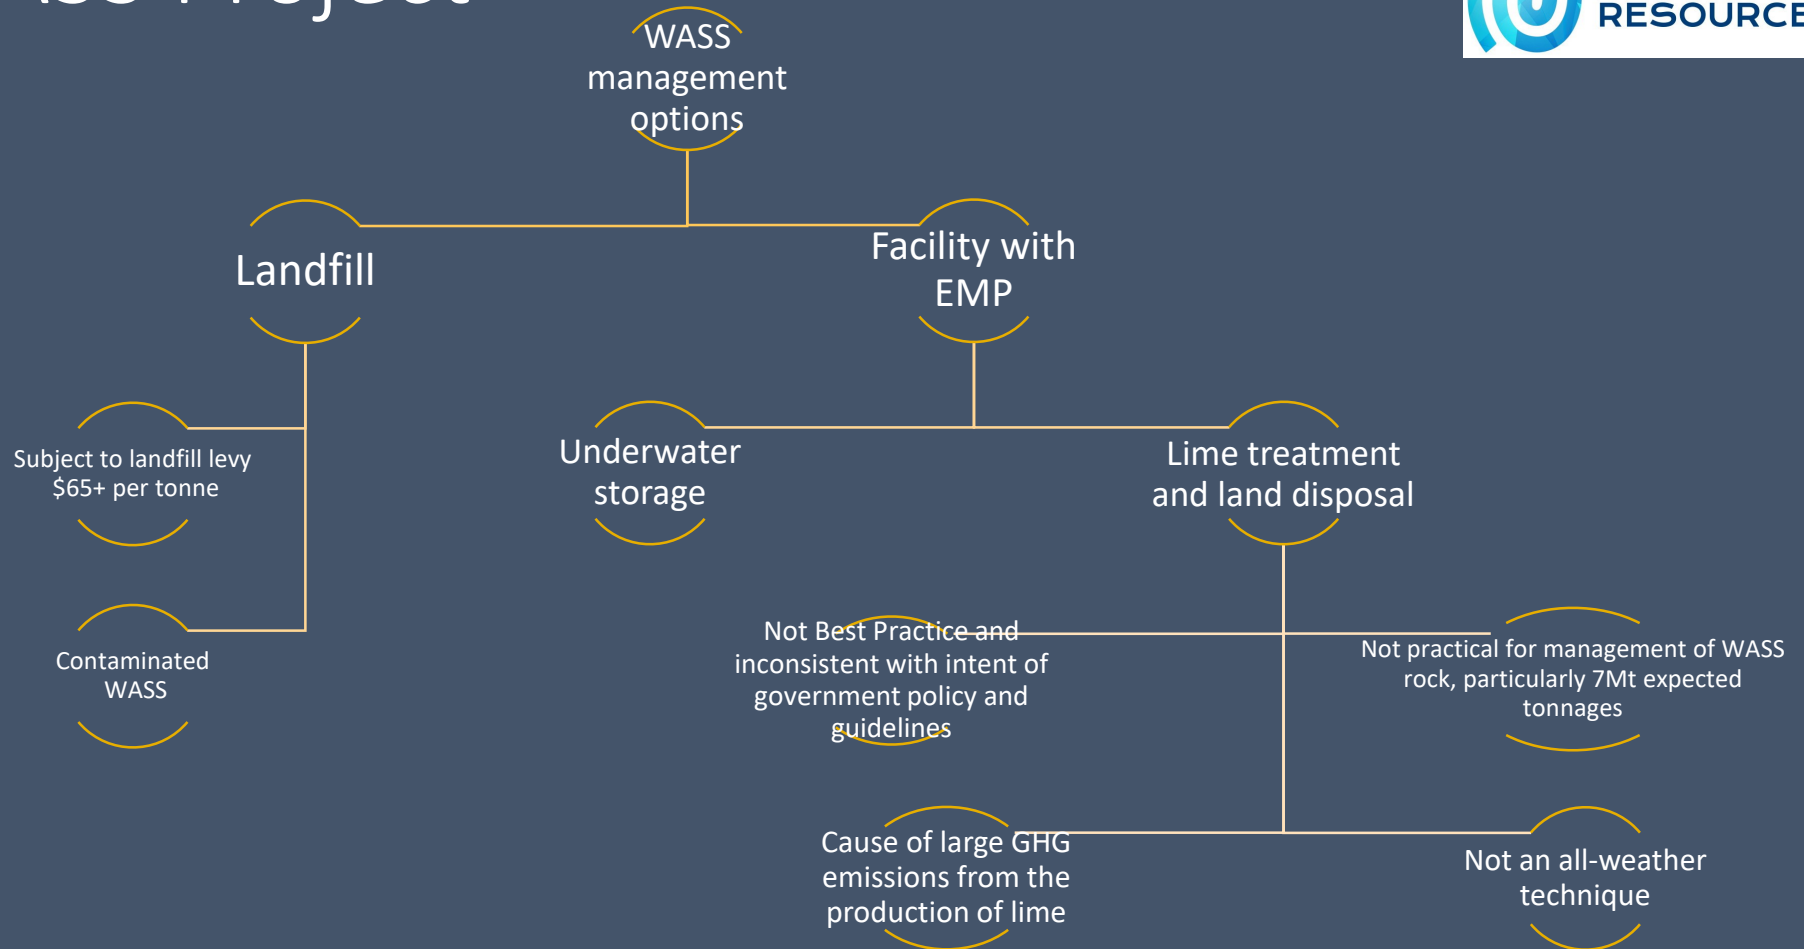 Project
RESOURCE
WASS
management
options
Landfill
Facility with
EMP
Subject to landfill levy
$65+ per tonne
Underwater
storage
Lime treatment
and land disposal
Contaminated
WASS
Not Best Practice and
inconsistent with intent of
government policy and
guidelines
Not practical for management of WASS
rock, particularly 7Mt expected
tonnages
Cause of large GHG
emissions from the
production of lime
Not an all-weather
technique